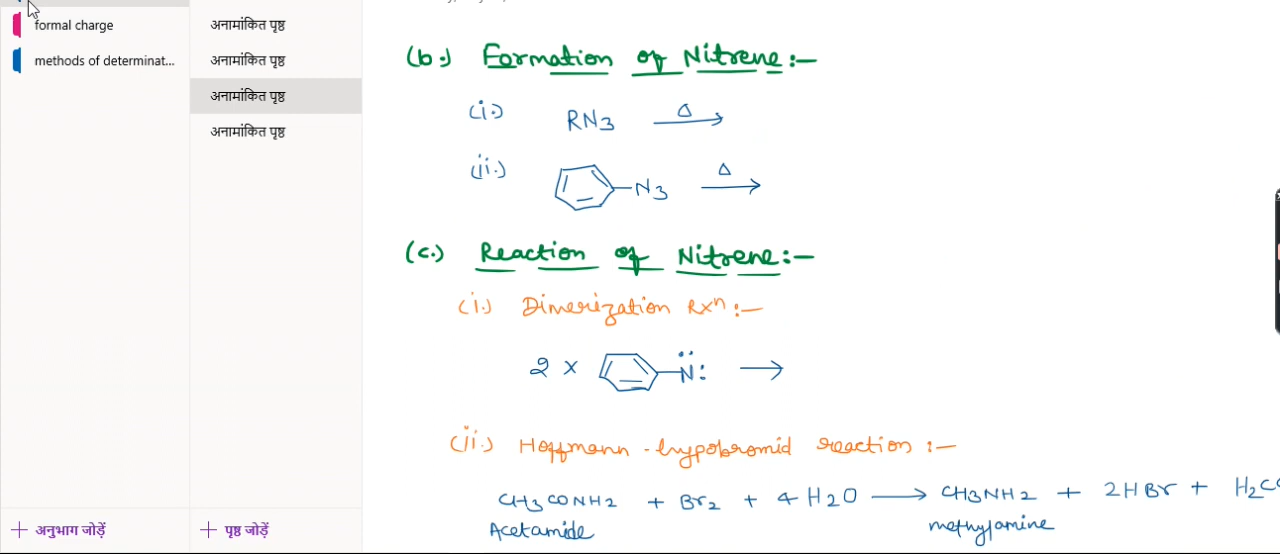 formal charge
methods of determinat...
अनामांकित पृष्ठ
अनामांकित पृष्ठ
अनामांकित पृष्ठ
अनामांकित पृष्ठ
+ अनुभाग जोड़ें
+ पृष्ठ जोड़ें
(b.) Formation of Nitrene:-
(i.) RN3 Δ→
(ii.) -N3 Δ→
(c.) Reaction of Nitrene:-
(i.) Dimerization Rxⁿ:-
2 × -N̈: →
(ii.) Hoffmann-hypobromid reaction:-
CH3CONH2 + Br2 + 4H2O → CH3NH2 + 2HBr +
Acetamide methylamine